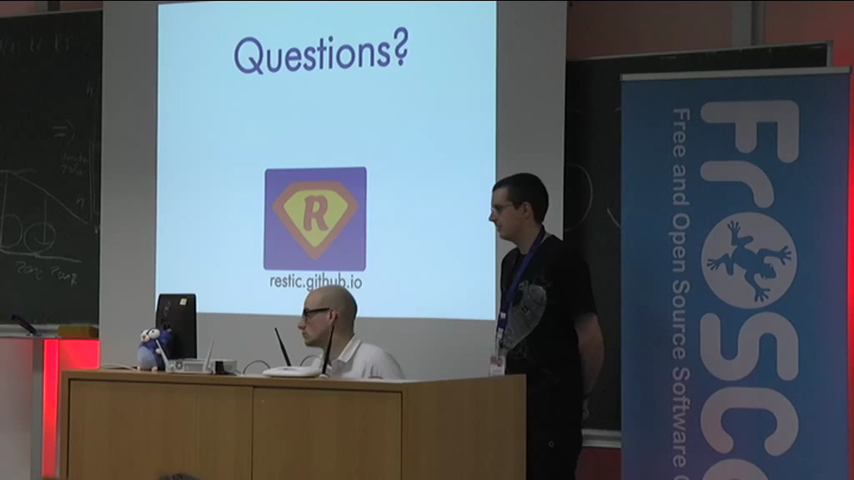 Questions?
R
restic.github.io
FrOSCo
Free and Open Source Software